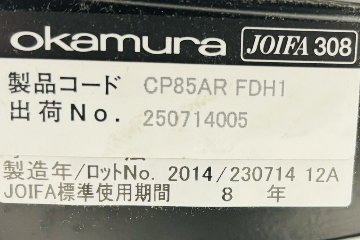 okamura JOIFA 308
製品コード CP85AR FDH1
出荷No. 250714005
製造年/ロットNo. 2014/230714 12A
JOIFA標準使用期間 8 年